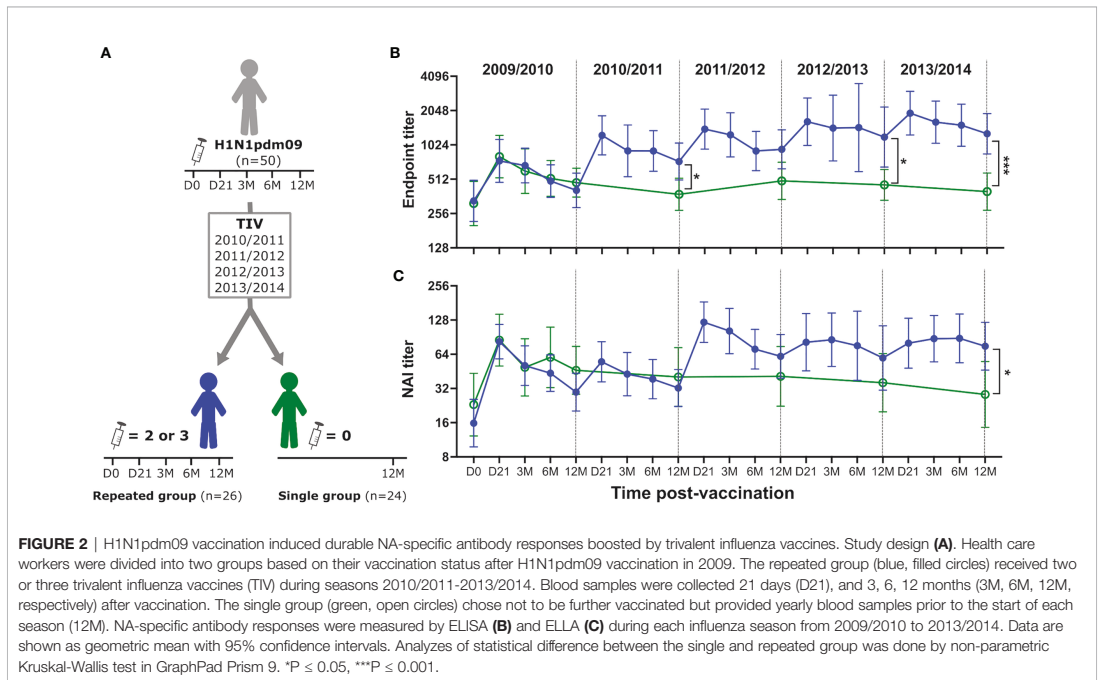 A
H1N1pdm09
(n=50)
D0 D21 3M 6M 12M
TIV
2010/2011
2011/2012
2012/2013
2013/2014
= 2 or 3
= 0
D0 D21 3M 6M 12M
12M
Repeated group (n=26)
Single group (n=24)
B
2009/2010 2010/2011 2011/2012 2012/2013 2013/2014
Endpoint titer
4096
2048
1024
512
256
128
*
*
***
C
NAI titer
256
128
64
32
16
8
*
D0 D21 3M 6M 12M D21 3M 6M 12M D21 3M 6M 12M D21 3M 6M 12M D21 3M 6M 12M
Time post-vaccination
FIGURE 2 | H1N1pdm09 vaccination induced durable NA-specific antibody responses boosted by trivalent influenza vaccines. Study design (A). Health care
workers were divided into two groups based on their vaccination status after H1N1pdm09 vaccination in 2009. The repeated group (blue, filled circles) received two
or three trivalent influenza vaccines (TIV) during seasons 2010/2011-2013/2014. Blood samples were collected 21 days (D21), and 3, 6, 12 months (3M, 6M, 12M,
respectively) after vaccination. The single group (green, open circles) chose not to be further vaccinated but provided yearly blood samples prior to the start of each
season (12M). NA-specific antibody responses were measured by ELISA (B) and ELLA (C) during each influenza season from 2009/2010 to 2013/2014. Data are
shown as geometric mean with 95% confidence intervals. Analyzes of statistical difference between the single and repeated group was done by non-parametric
Kruskal-Wallis test in GraphPad Prism 9. *P ≤ 0.05, ***P ≤ 0.001.